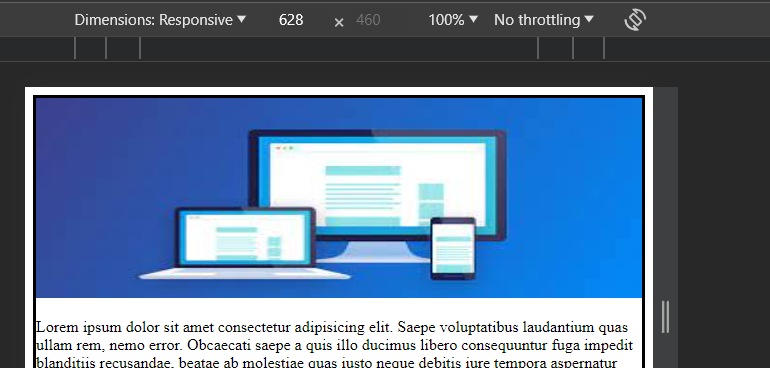 Dimensions: Responsive ▼ 628 × 460 100% ▼ No throttling ▼
Lorem ipsum dolor sit amet consectetur adipisicing elit. Saepe voluptatibus laudantium quas
ullam rem, nemo error. Obcaecati saepe a quis illo ducimus libero consequuntur fuga impedit
blanditiis recusandae, beatae ab molestiae quas iusto neque debitis iure tempora aspernatur